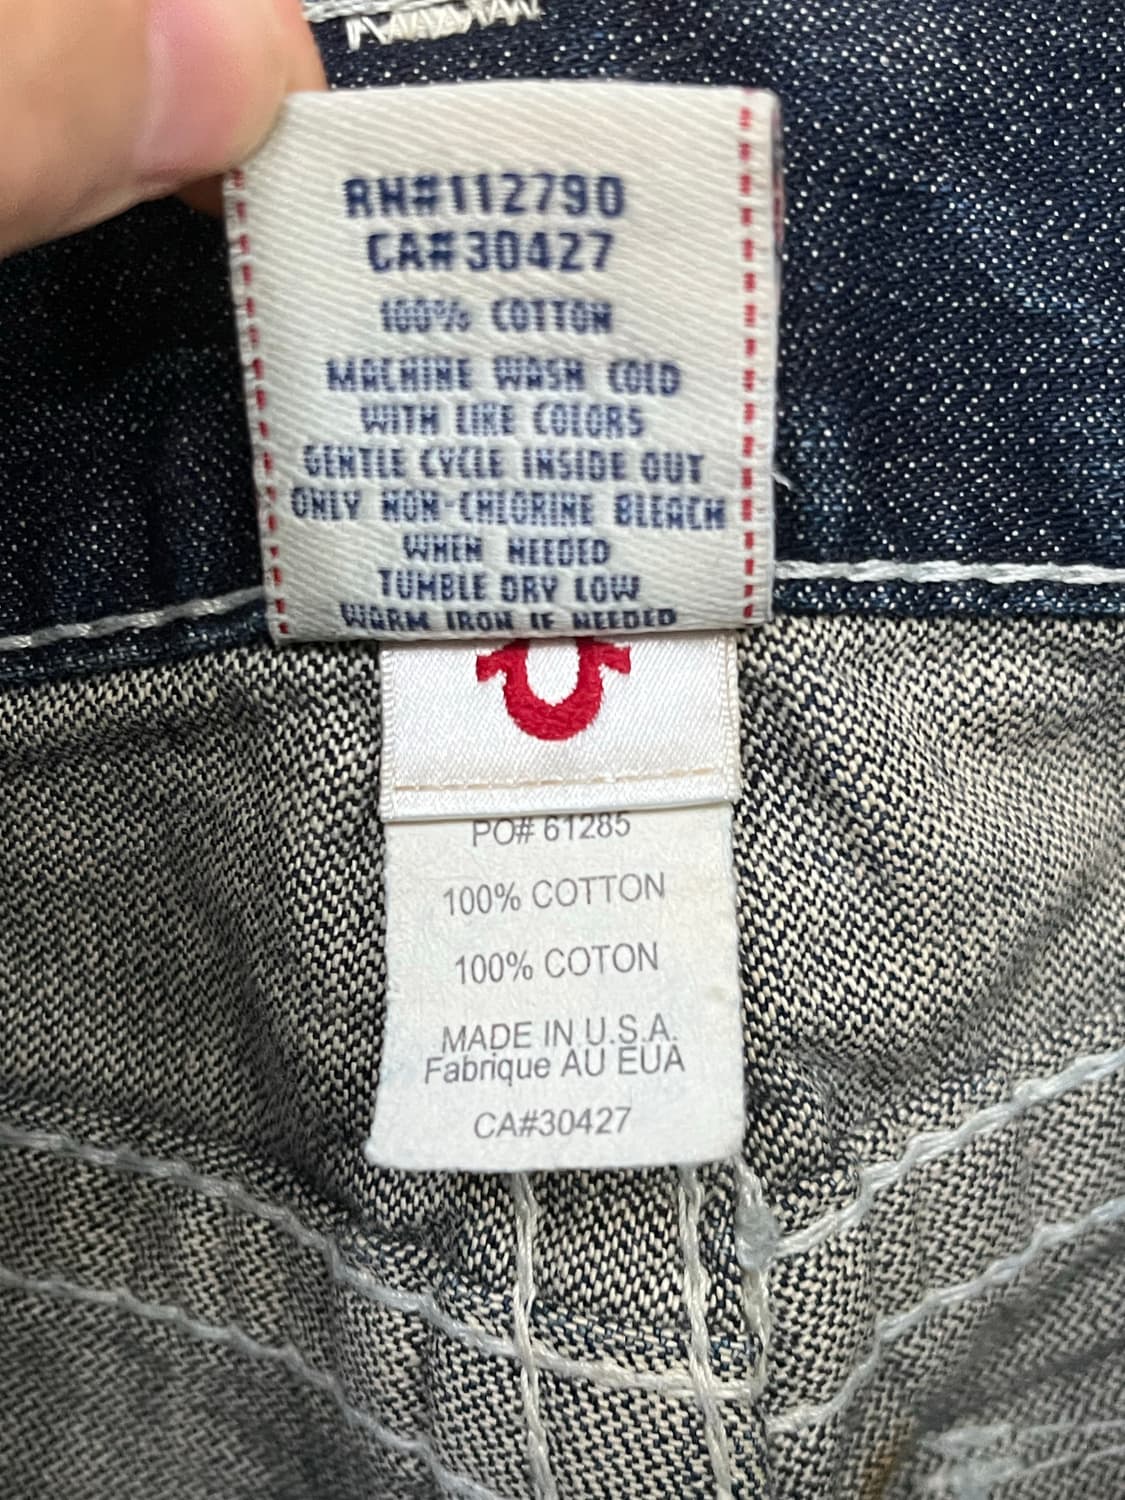 RN#112790
CA#30427
100% COTTON
MACHINE WASH COLD
WITH LIKE COLORS
GENTLE CYCLE INSIDE OUT
ONLY NON-CHLORINE BLEACH
WHEN NEEDED
TUMBLE DRY LOW
WARM IRON IF NEEDED
PO# 61285
100% COTTON
100% COTON
MADE IN U.S.A.
Fabrique AU EUA
CA#30427